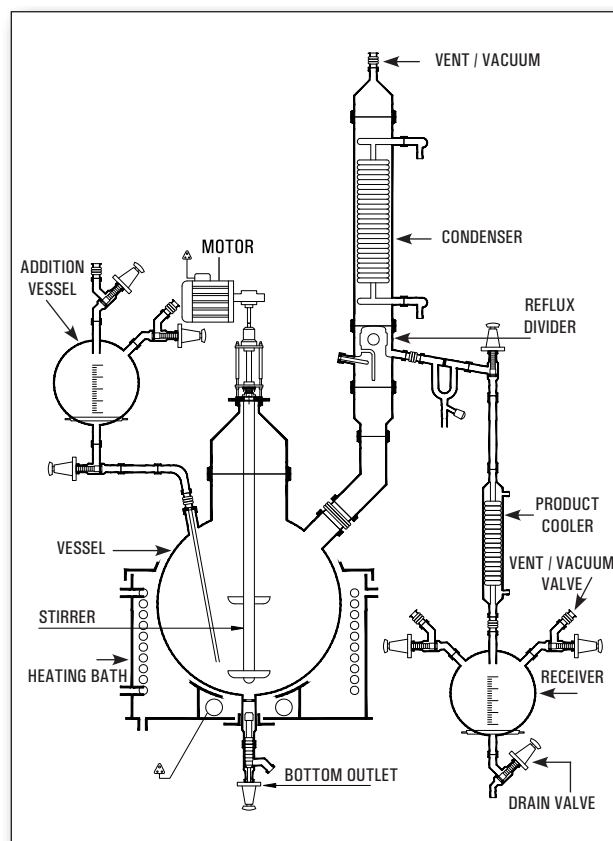 VENT / VACUUM
MOTOR
CONDENSER
ADDITION
VESSEL
REFLUX
DIVIDER
PRODUCT
COOLER
VESSEL
VENT / VACUUM
VALVE
STIRRER
HEATING BATH
RECEIVER
BOTTOM OUTLET
DRAIN VALVE